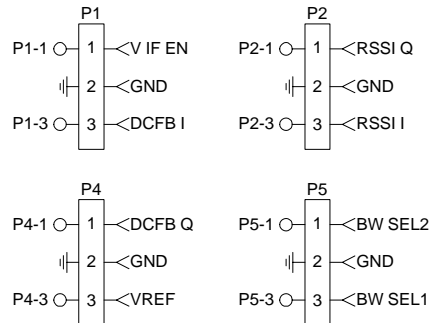 P1
P1-1 1 V IF EN
2 GND
P1-3 3 DCFB I
P2
P2-1 1 RSSI Q
2 GND
P2-3 3 RSSI I
P4
P4-1 1 DCFB Q
2 GND
P4-3 3 VREF
P5
P5-1 1 BW SEL2
2 GND
P5-3 3 BW SEL1